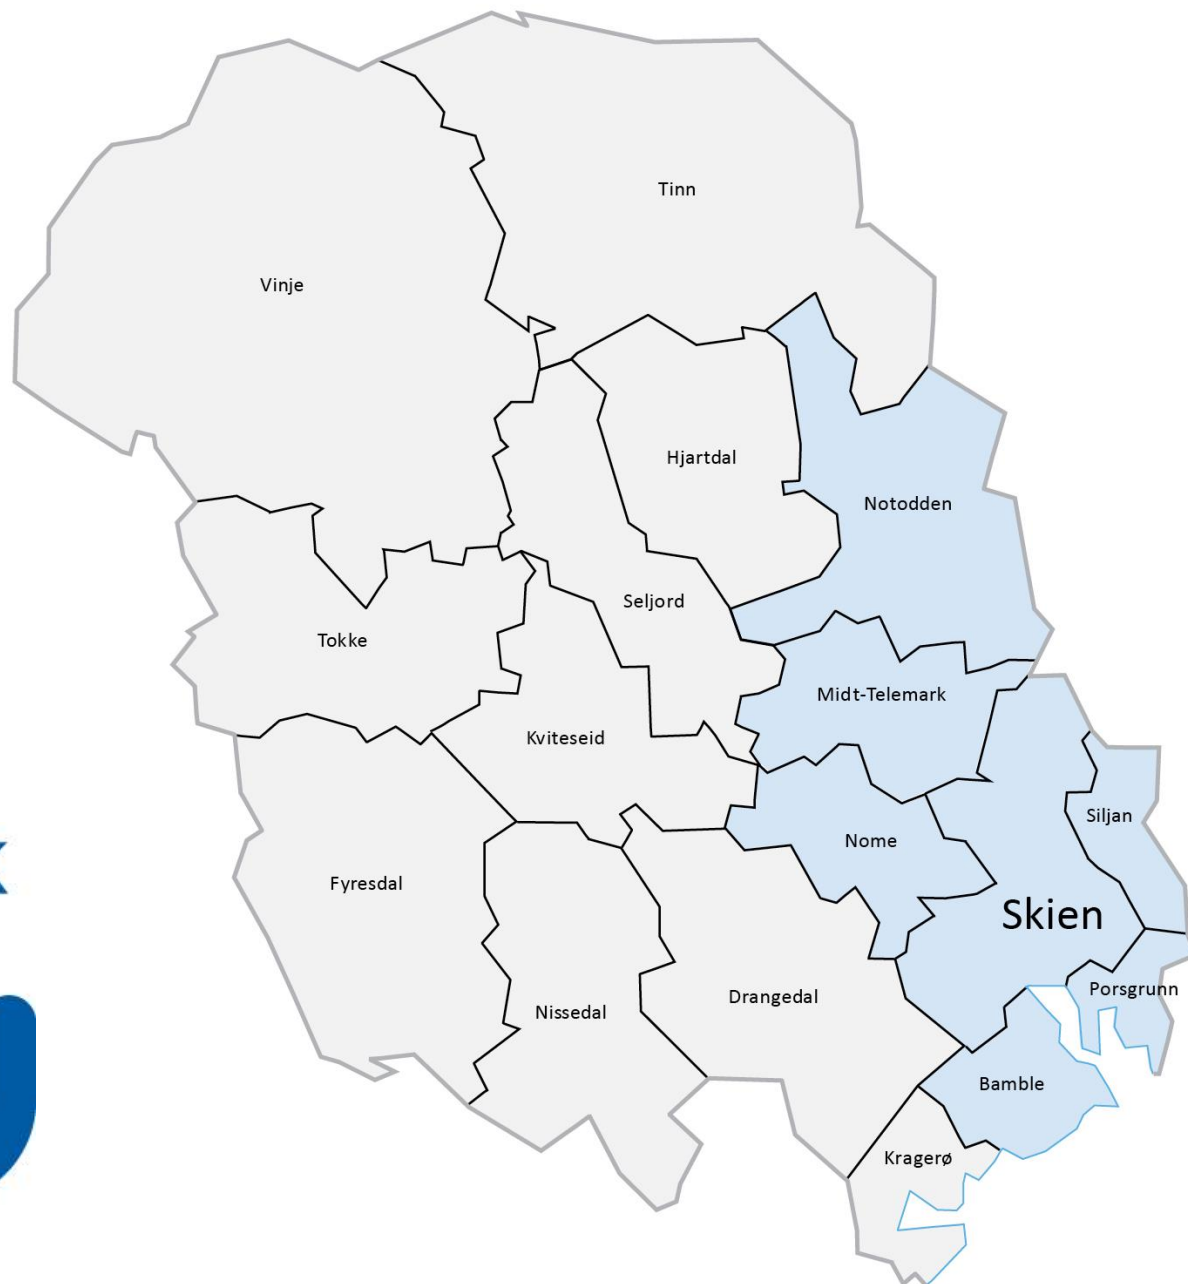 Tinn
Vinje
Hjartdal
Notodden
Seljord
Tokke
Midt-Telemark
Kviteseid
Siljan
Nome
Fyresdal
Skien
Porsgrunn
Drangedal
Nissedal
Bamble
Kragerø